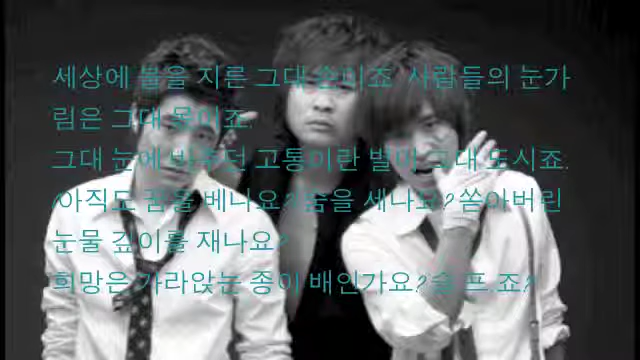 세상에 불을 지른 그대 숨이죠. 사람들의 눈가
림은 그대 몫이죠.
그대 눈에 비추던 고통이란 별이 그대 도시죠.
아직도 꿈을 베나요? 숨을 세나요? 쏟아버린
눈물 깊이를 재나요?
희망은 가라앉는 종이 배인가요? 슬.프.죠?